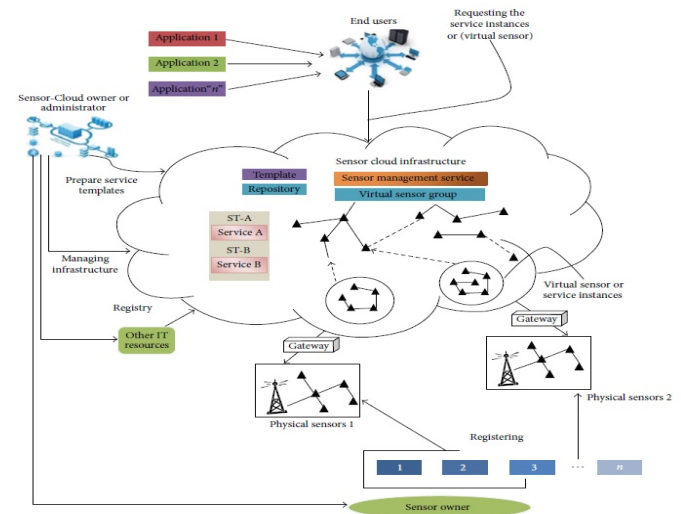 Application 1
Application 2
Application"n"
End users
Requesting the
service instances
or (virtual sensor)
Sensor-Cloud owner or
administrator
Prepare service
templates
Template
Repository
Sensor cloud infrastructure
Sensor management service
Virtual sensor group
ST-A
Service A
ST-B
Service B
Managing
infrastructure
Registry
Other IT
resources
Virtual sensor or
service instances
Gateway
Gateway
Physical sensors 1
Physical sensors 2
Registering
1
2
3
...
n
Sensor owner